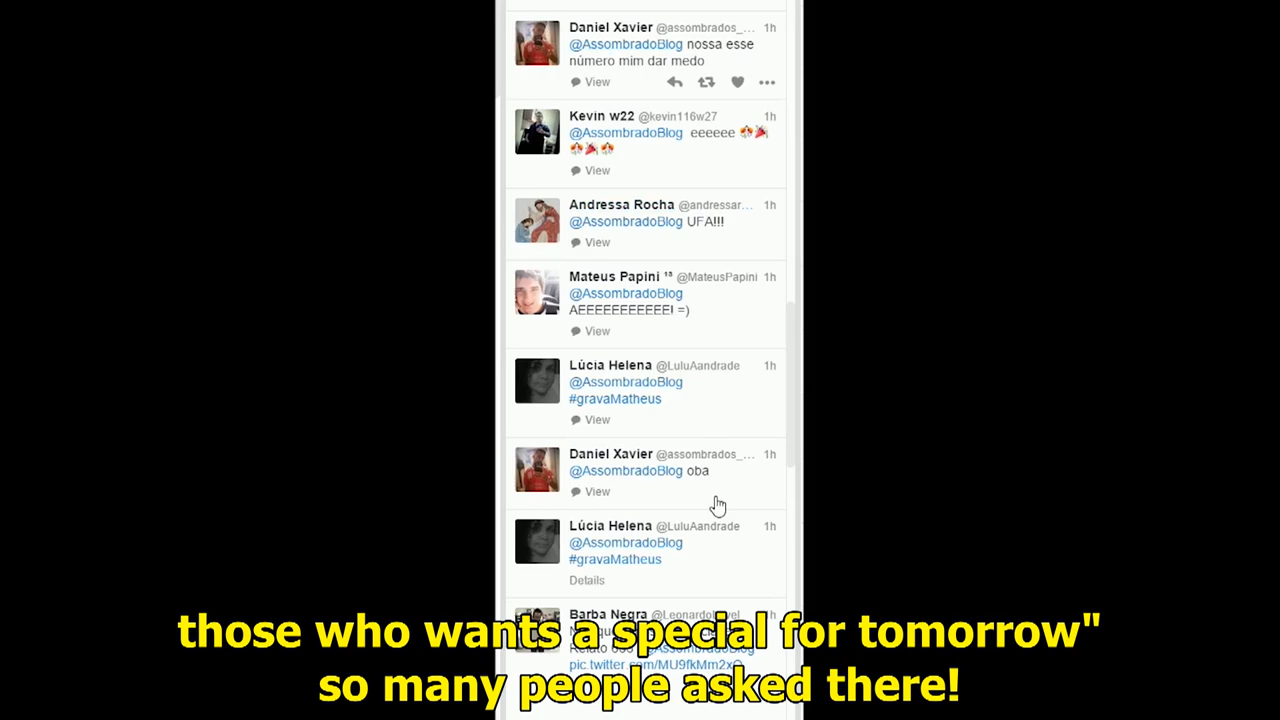 Daniel Xavier @assombrados_... 1h
@AssombradoBlog nossa esse
número mim dar medo
View
Kevin w22 @kevin116w27 1h
@AssombradoBlog eeeeee 🎊🎉
🎊🎉🎊
View
Andressa Rocha @andressar... 1h
@AssombradoBlog UFA!!!
View
Mateus Papini ¹³ @MateusPapini 1h
@AssombradoBlog
AEEEEEEEEEEE! =)
View
Lúcia Helena @LuluAandrade 1h
@AssombradoBlog
#gravaMatheus
View
Daniel Xavier @assombrados_... 1h
@AssombradoBlog oba
View
Lúcia Helena @LuluAandrade 1h
@AssombradoBlog
#gravaMatheus
Details
Barba Negra 1h
those who wants a special for tomorrow"
so many people asked there!